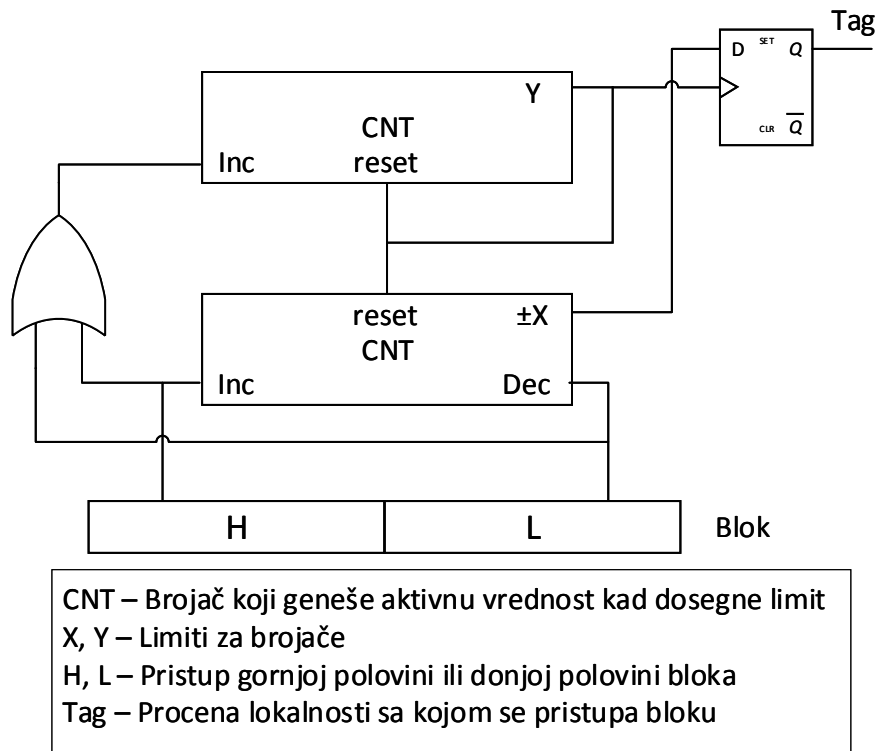 Tag
D SET Q
CLR Q
Y
CNT
Inc reset
reset ±X
CNT
Inc Dec
H L Blok
CNT – Brojač koji geneše aktivnu vrednost kad dosegne limit
X, Y – Limiti za brojače
H, L – Pristup gornjoj polovini ili donjoj polovini bloka
Tag – Procena lokalnosti sa kojom se pristupa bloku